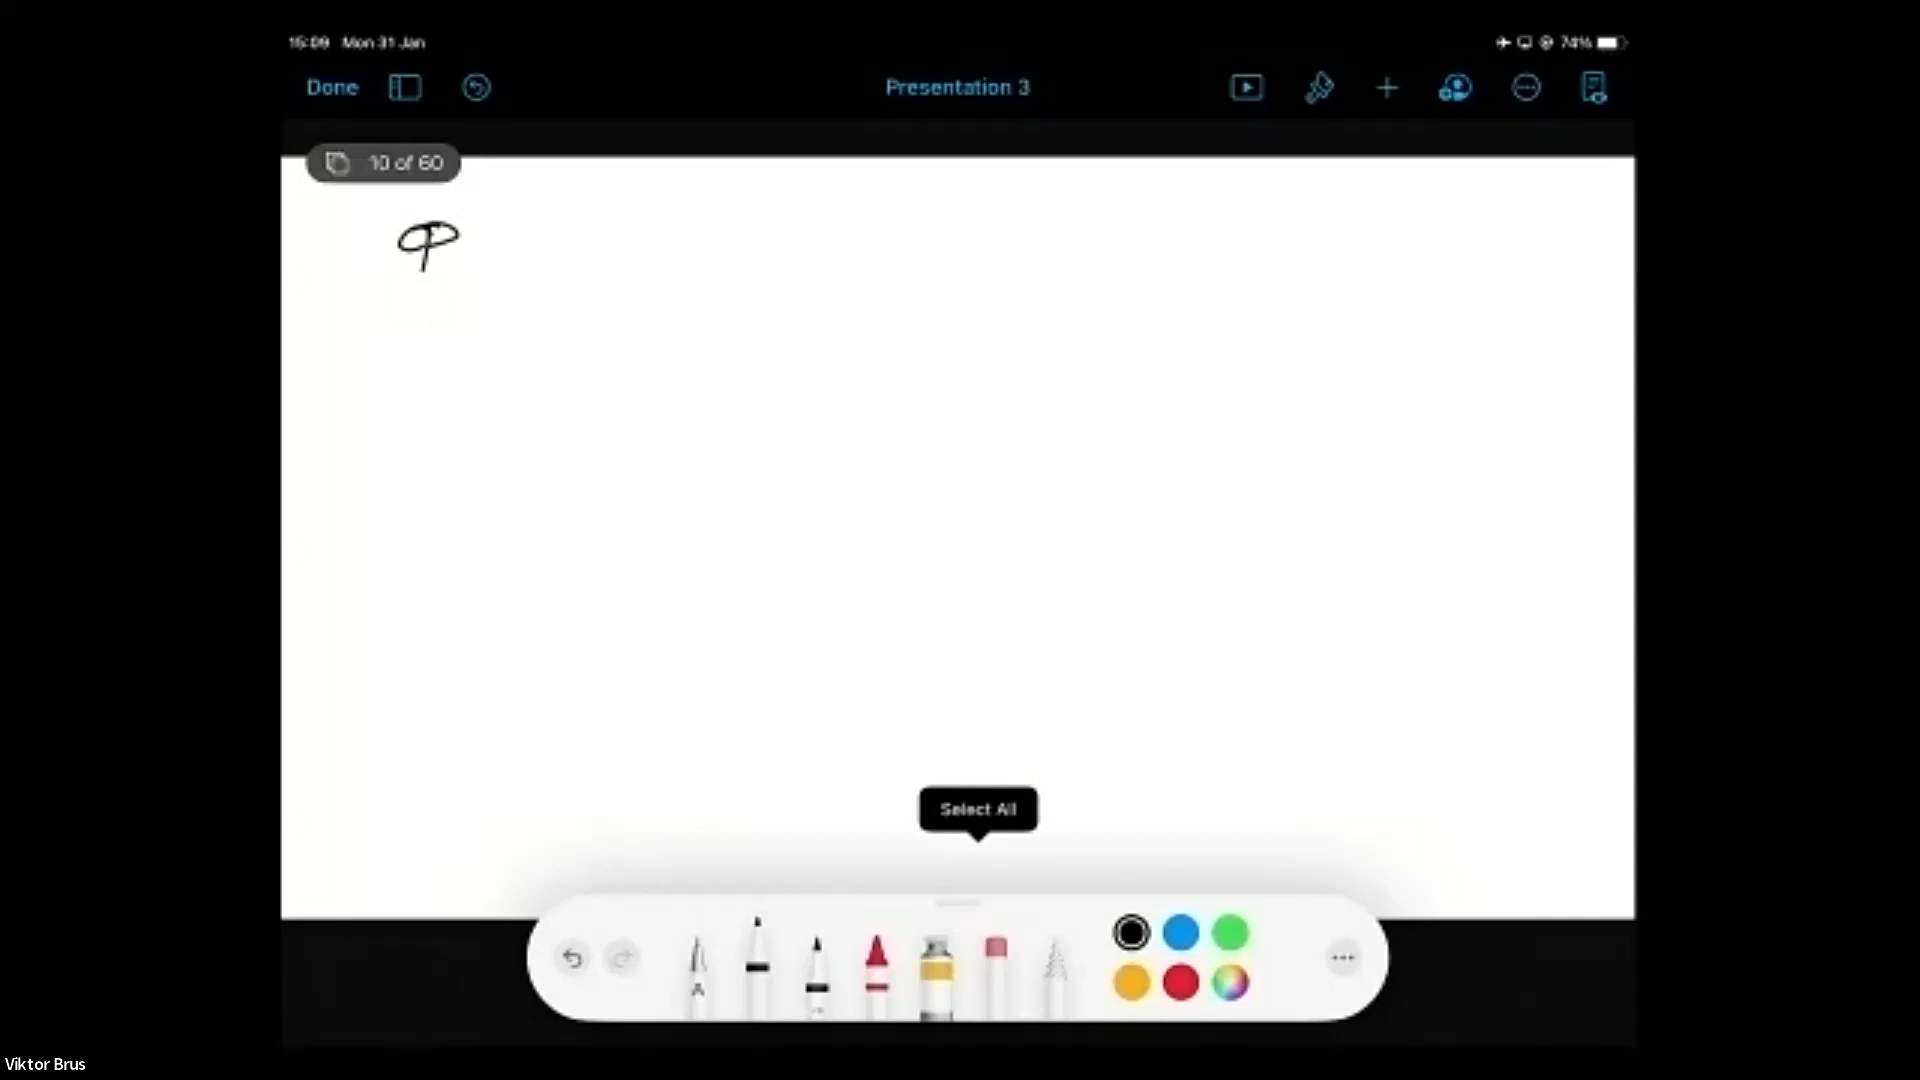 15:09 Mon 31 Jan
74%
Done
Presentation 3
10 of 60
Select All
A
Viktor Brus